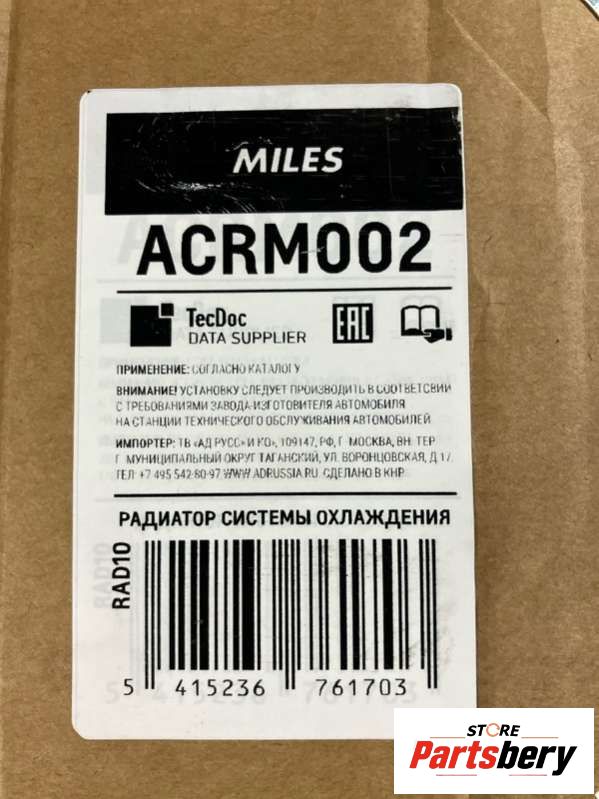 MILES
ACRM002
TecDoc
DATA SUPPLIER
EAC
ПРИМЕНЕНИЕ: СОГЛАСНО КАТАЛОГУ
ВНИМАНИЕ! УСТАНОВКУ СЛЕДУЕТ ПРОИЗВОДИТЬ В СООТВЕТСВИИ
С ТРЕБОВАНИЯМИ ЗАВОДА-ИЗГОТОВИТЕЛЯ АВТОМОБИЛЯ
НА СТАНЦИИ ТЕХНИЧЕСКОГО ОБСЛУЖИВАНИЯ АВТОМОБИЛЕЙ.
ИМПОРТЕР: ТВ «АД РУСС» И КО», 109147, РФ, Г. МОСКВА, ВН. ТЕР.
Г. МУНИЦИПАЛЬНЫЙ ОКРУГ ТАГАНСКИЙ, УЛ. ВОРОНЦОВСКАЯ, Д.17
ТЕЛ. +7 495 542-80-97 WWW.ADRUSSIA.RU. СДЕЛАНО В КНР
РАДИАТОР СИСТЕМЫ ОХЛАЖДЕНИЯ
RAD10
5 415236 761703
STORE
Partsbery